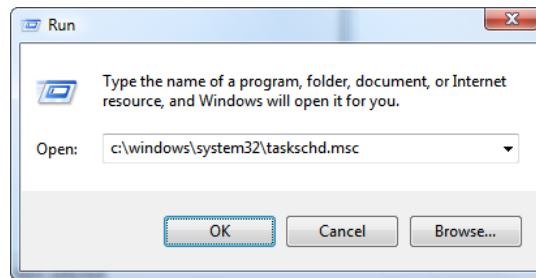 Run
Type the name of a program, folder, document, or Internet
resource, and Windows will open it for you.
Open: c:\windows\system32\taskschd.msc
OK Cancel Browse...